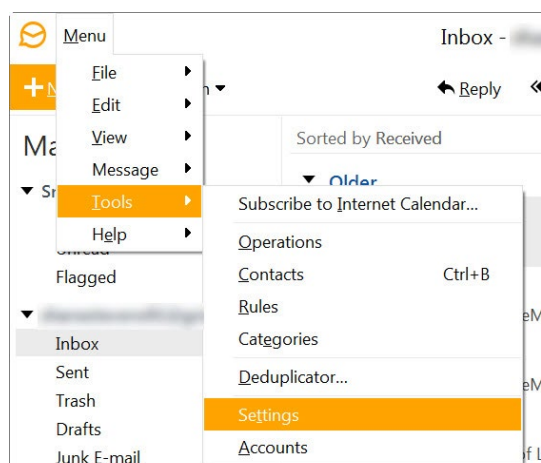 Menu
Inbox -
File
Edit
Reply
View
Sorted by Received
Message
Older
Tools
Subscribe to Internet Calendar...
Help
Operations
Flagged
Contacts Ctrl+B
Rules
Categories
Inbox
Sent
Deduplicator...
Trash
Settings
Drafts
Accounts
Junk E-mail